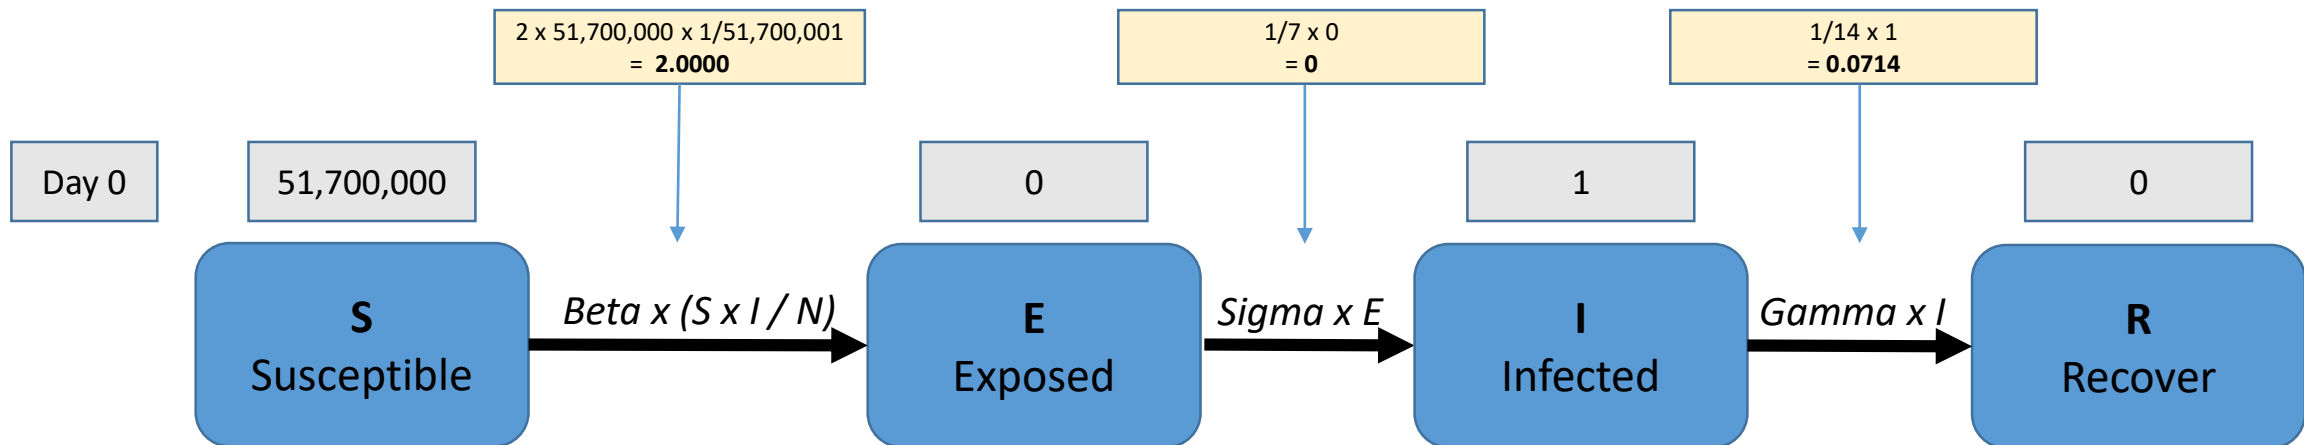 2 x 51,700,000 x 1/51,700,001
= 2.0000
1/7 x 0
= 0
1/14 x 1
= 0.0714
Day 0
51,700,000
0
1
0
S
Susceptible
Beta x (S x I / N)
E
Exposed
Sigma x E
I
Infected
Gamma x I
R
Recover